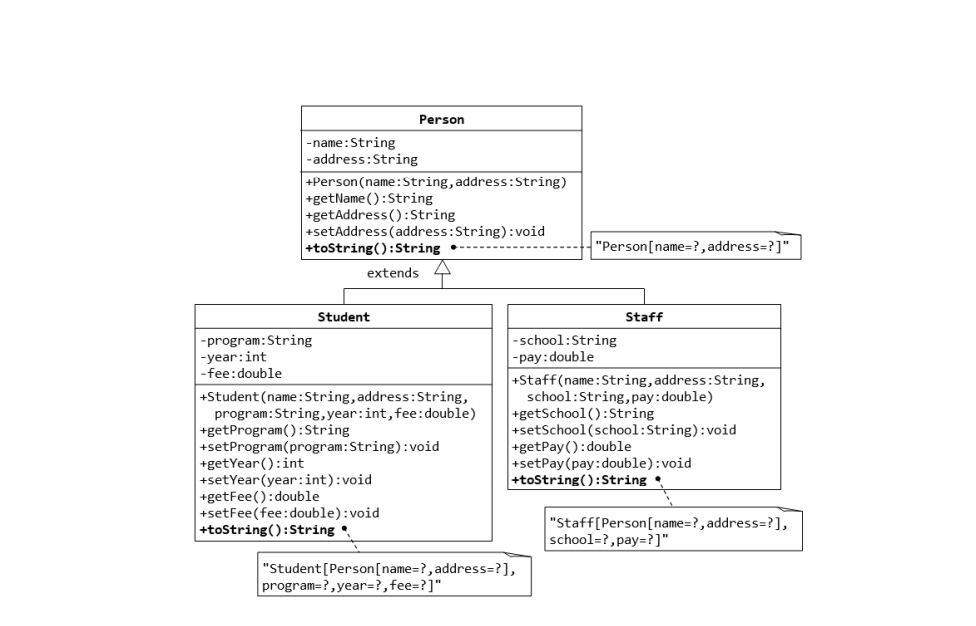 Person
-name:String
-address:String
+Person(name:String,address:String)
+getName():String
+getAddress():String
+setAddress(address:String):void
+toString():String
"Person[name=?,address=?]"
extends
Student
-program:String
-year:int
-fee:double
+Student(name:String,address:String,
program:String,year:int,fee:double)
+getProgram():String
+setProgram(program:String):void
+getYear():int
+setYear(year:int):void
+getFee():double
+setFee(fee:double):void
+toString():String
"Student[Person[name=?,address=?],
program=?,year=?,fee=?]"
Staff
-school:String
-pay:double
+Staff(name:String,address:String,
school:String,pay:double)
+getSchool():String
+setSchool(school:String):void
+getPay():double
+setPay(pay:double):void
+toString():String
"Staff[Person[name=?,address=?],
school=?,pay=?]"